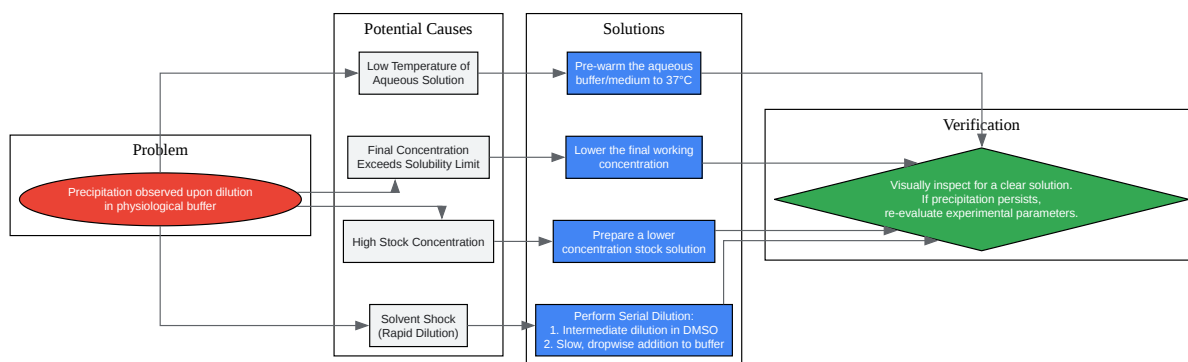 Problem
Precipitation observed upon dilution
in physiological buffer
Potential Causes
Low Temperature of
Aqueous Solution
Final Concentration
Exceeds Solubility Limit
High Stock Concentration
Solvent Shock
(Rapid Dilution)
Solutions
Pre-warm the aqueous
buffer/medium to 37°C
Lower the final working
concentration
Prepare a lower
concentration stock solution
Perform Serial Dilution:
1. Intermediate dilution in DMSO
2. Slow, dropwise addition to buffer
Verification
Visually inspect for a clear solution.
If precipitation persists,
re-evaluate experimental parameters.